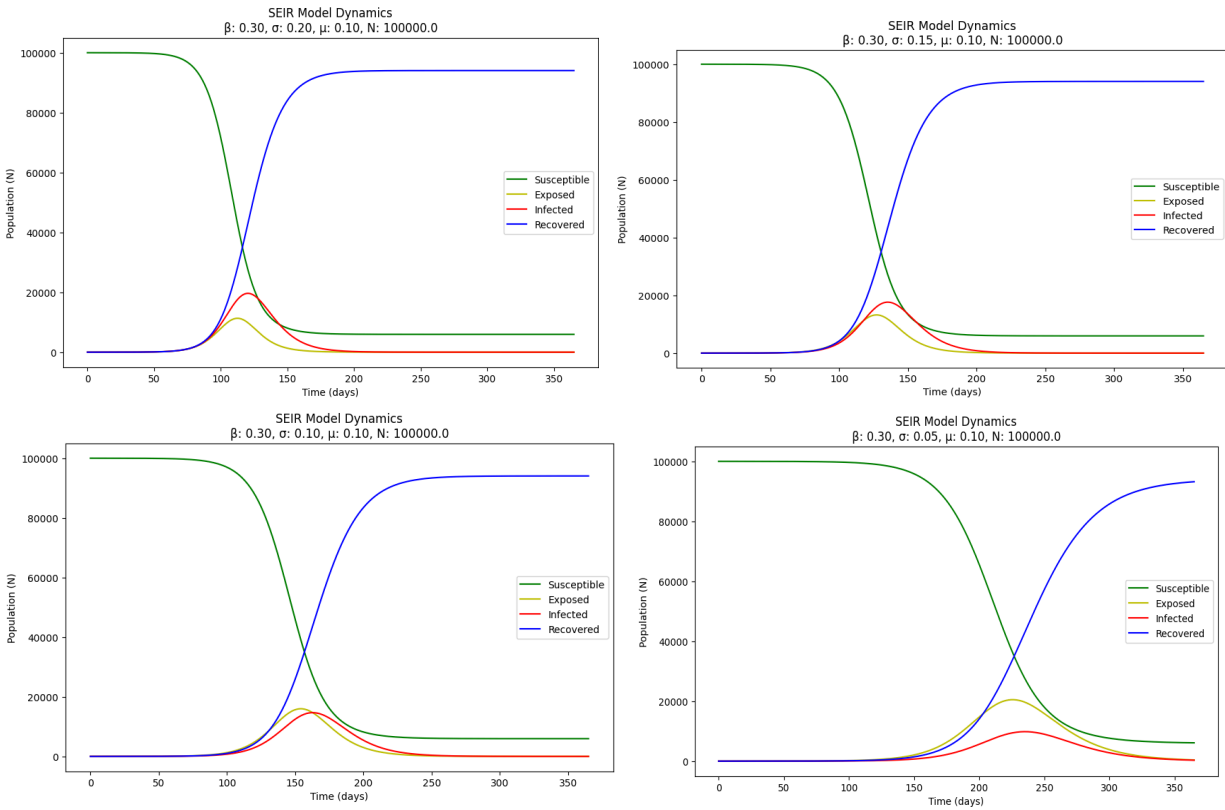 SEIR Model Dynamics
β: 0.30, σ: 0.20, μ: 0.10, N: 100000.0
100000
80000
60000
40000
20000
0
Population (N)
Susceptible
Exposed
Infected
Recovered
0 50 100 150 200 250 300 350
Time (days)
SEIR Model Dynamics
β: 0.30, σ: 0.15, μ: 0.10, N: 100000.0
100000
80000
60000
40000
20000
0
Population (N)
Susceptible
Exposed
Infected
Recovered
0 50 100 150 200 250 300 350
Time (days)
SEIR Model Dynamics
β: 0.30, σ: 0.10, μ: 0.10, N: 100000.0
100000
80000
60000
40000
20000
0
Population (N)
Susceptible
Exposed
Infected
Recovered
0 50 100 150 200 250 300 350
Time (days)
SEIR Model Dynamics
β: 0.30, σ: 0.05, μ: 0.10, N: 100000.0
100000
80000
60000
40000
20000
0
Population (N)
Susceptible
Exposed
Infected
Recovered
0 50 100 150 200 250 300 350
Time (days)